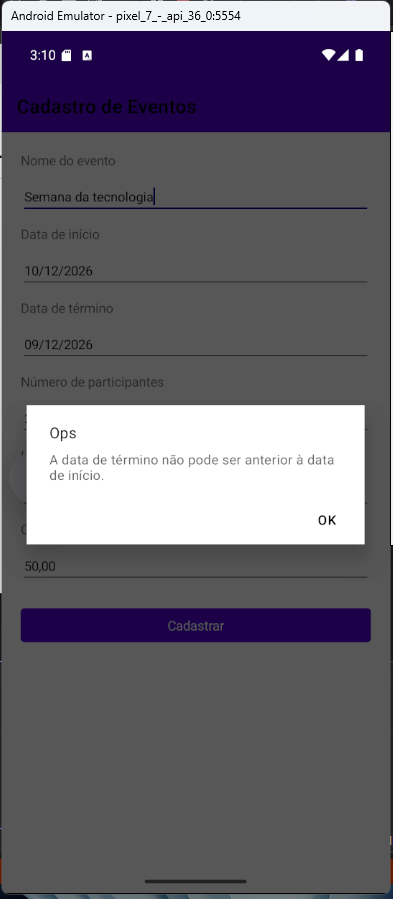 Android Emulator - pixel_7_-_api_36_0:5554
3:10
Cadastro de Eventos
Nome do evento
Semana da tecnologia
Data de início
10/12/2026
Data de término
09/12/2026
Número de participantes
Ops
A data de término não pode ser anterior à data
de início.
OK
50,00
Cadastrar